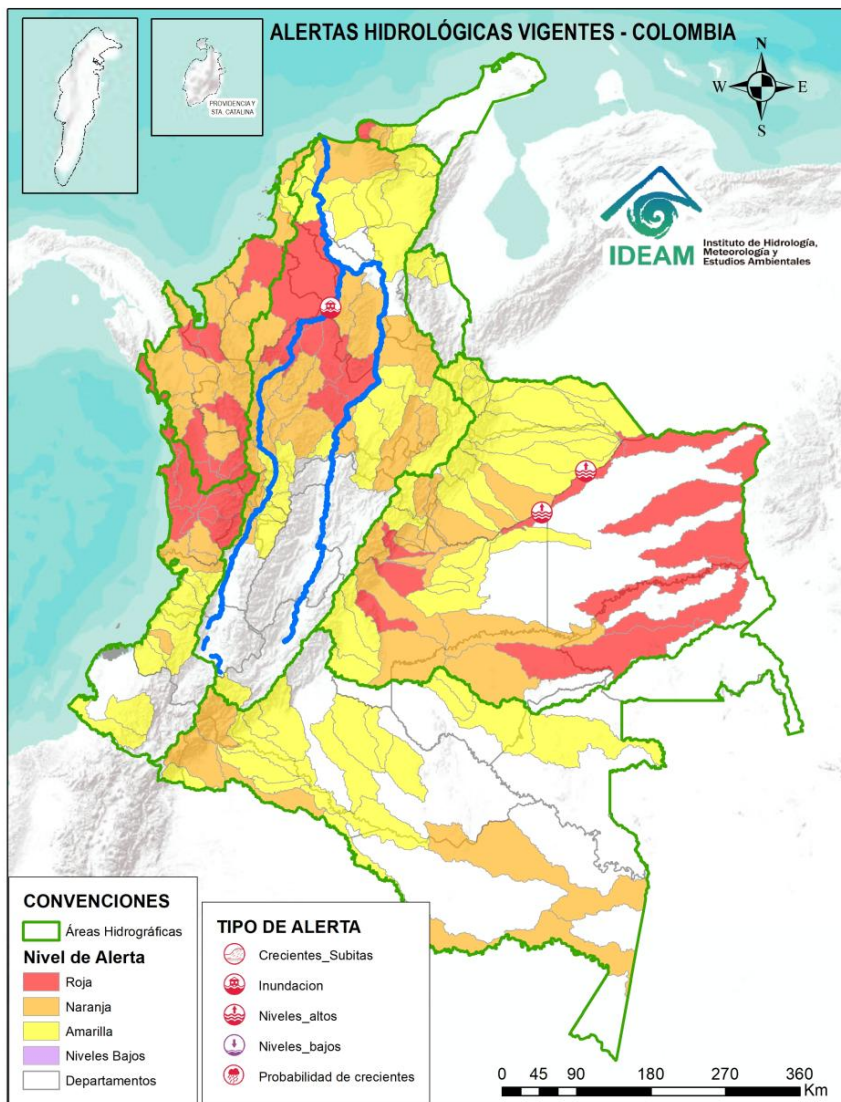 ALERTAS HIDROLÓGICAS VIGENTES - COLOMBIA
PROVIDENCIA Y
STA. CATALINA
N
W
E
S
IDEAM
Instituto de Hidrología,
Meteorología y
Estudios Ambientales
CONVENCIONES
Áreas Hidrográficas
Nivel de Alerta
Roja
Naranja
Amarilla
Niveles Bajos
Departamentos
TIPO DE ALERTA
Crecientes_Subitas
Inundacion
Niveles_altos
Niveles_bajos
Probabilidad de crecientes
0 45 90 180 270 360
Km